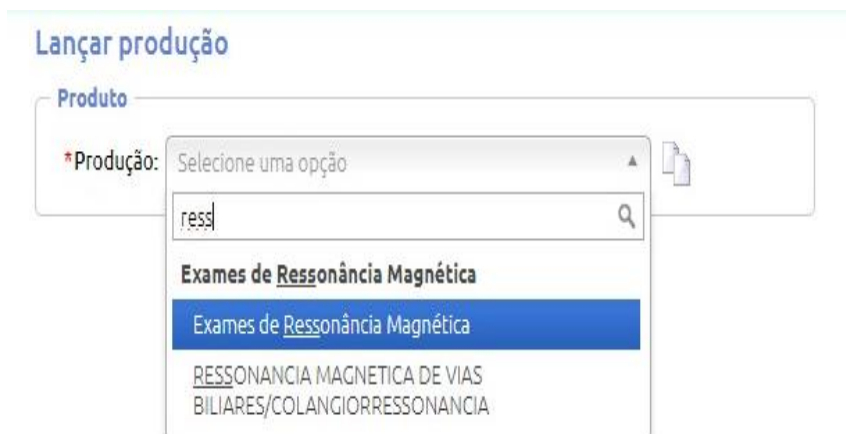 Lançar produção
Produto
*Produção: Selecione uma opção
ress
Exames de Ressonância Magnética
Exames de Ressonância Magnética
RESSONANCIA MAGNETICA DE VIAS
BILIARES/COLANGIORRESSONANCIA